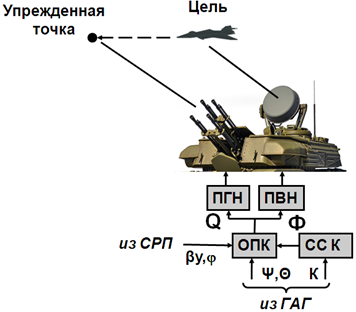 Упрежденная
точка
Цель
ПГН
ПВН
Q
Ф
из СРП
βу,φ
ОПК
СС К
Ψ,Θ
К
из ГАГ